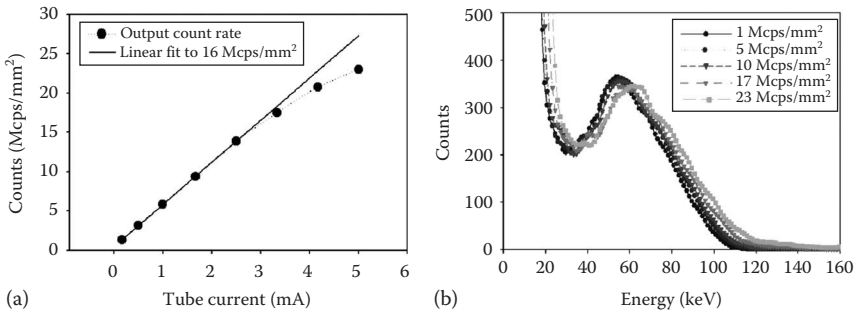 30
25
20
15
10
5
0
Counts (Mcps/mm²)
Output count rate
Linear fit to 16 Mcps/mm²
0 1 2 3 4 5 6
Tube current (mA)
(a)
500
400
300
200
100
0
Counts
1 Mcps/mm²
5 Mcps/mm²
10 Mcps/mm²
17 Mcps/mm²
23 Mcps/mm²
0 20 40 60 80 100 120 140 160
Energy (keV)
(b)